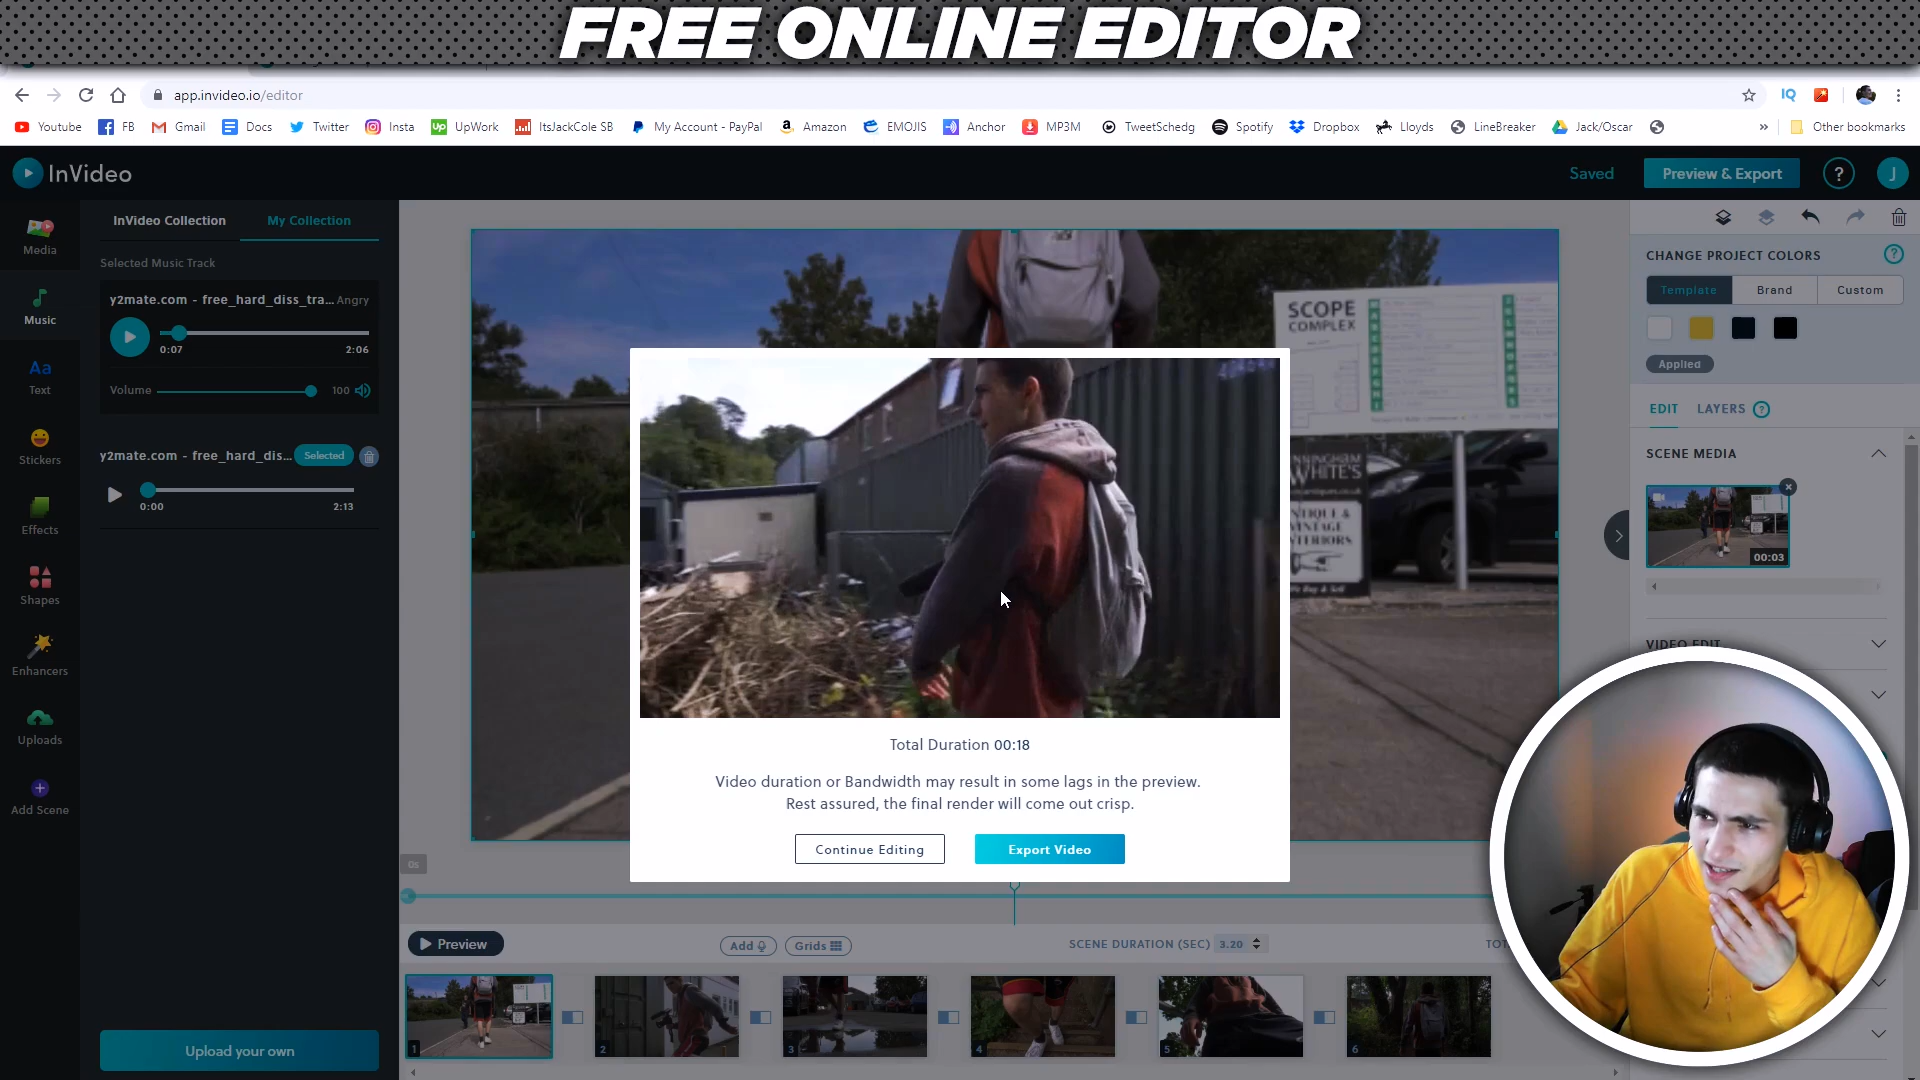 FREE ONLINE EDITOR
app.invideo.io/editor
IQ
Youtube FB Gmail Docs Twitter Insta Up UpWork ItsJackCole SB My Account - PayPal Amazon EMOJIS Anchor MP3M TweetSchedg Spotify Dropbox Lloyds LineBreaker Jack/Oscar » Other bookmarks
InVideo
Saved
Preview & Export
?
J
Media
Music
Text
Stickers
Effects
Shapes
Enhancers
Uploads
Add Scene
InVideo Collection My Collection
Selected Music Track
y2mate.com - free_hard_diss_tra... Angry
0:07 2:06
Volume 100
y2mate.com - free_hard_dis... Selected
0:00 2:13
Upload your own
SCOPE
COMPLEX
WHITE'S
Total Duration 00:18
Video duration or Bandwidth may result in some lags in the preview.
Rest assured, the final render will come out crisp.
Continue Editing Export Video
CHANGE PROJECT COLORS ?
Template Brand Custom
Applied
EDIT LAYERS ?
SCENE MEDIA
00:03
VIDEO EDIT
0s
Preview
Add Grids
SCENE DURATION (SEC) 3.20
1 2 3 4 5 6